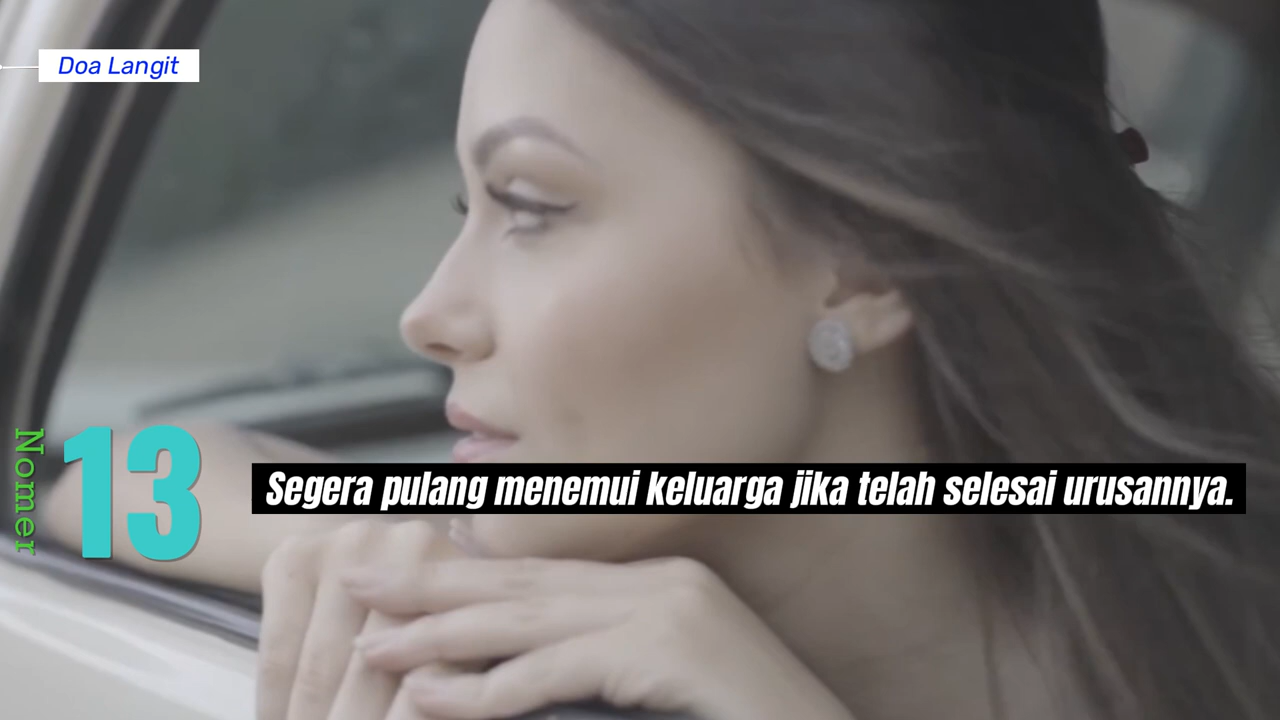 Doa Langit
Nomer
13
Segera pulang menemui keluarga jika telah selesai urusannya.